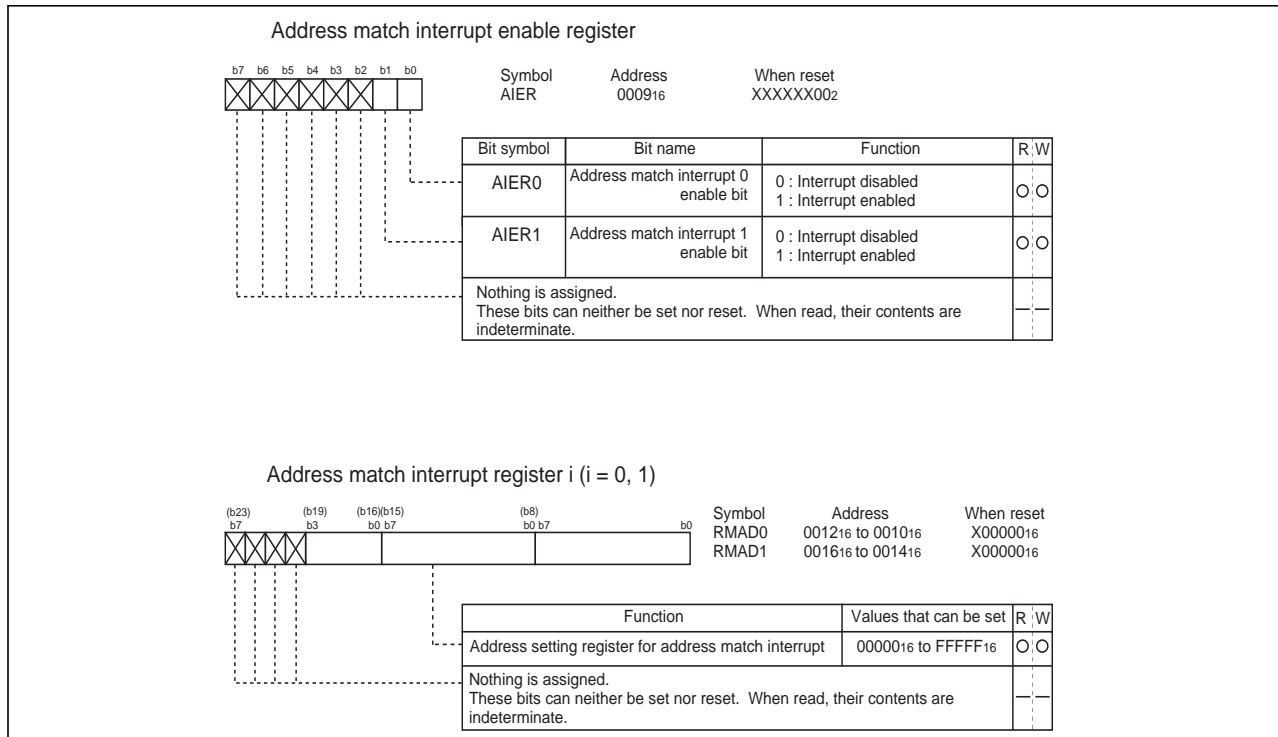 Address match interrupt enable register
b7 b6 b5 b4 b3 b2 b1 b0
Symbol Address When reset
AIER 000916 XXXXXX002
Bit symbol Bit name Function R W
AIER0 Address match interrupt 0 enable bit 0 : Interrupt disabled
1 : Interrupt enabled
AIER1 Address match interrupt 1 enable bit 0 : Interrupt disabled
1 : Interrupt enabled
Nothing is assigned.
These bits can neither be set nor reset. When read, their contents are
indeterminate.
Address match interrupt register i (i = 0, 1)
(b23) (b19) (b16)(b15) (b8)
b7 b3 b0 b7 b0 b7 b0
Symbol Address When reset
RMAD0 001216 to 001016 X0000016
RMAD1 001616 to 001416 X0000016
Function Values that can be set R W
Address setting register for address match interrupt 0000016 to FFFFF16
Nothing is assigned.
These bits can neither be set nor reset. When read, their contents are
indeterminate.